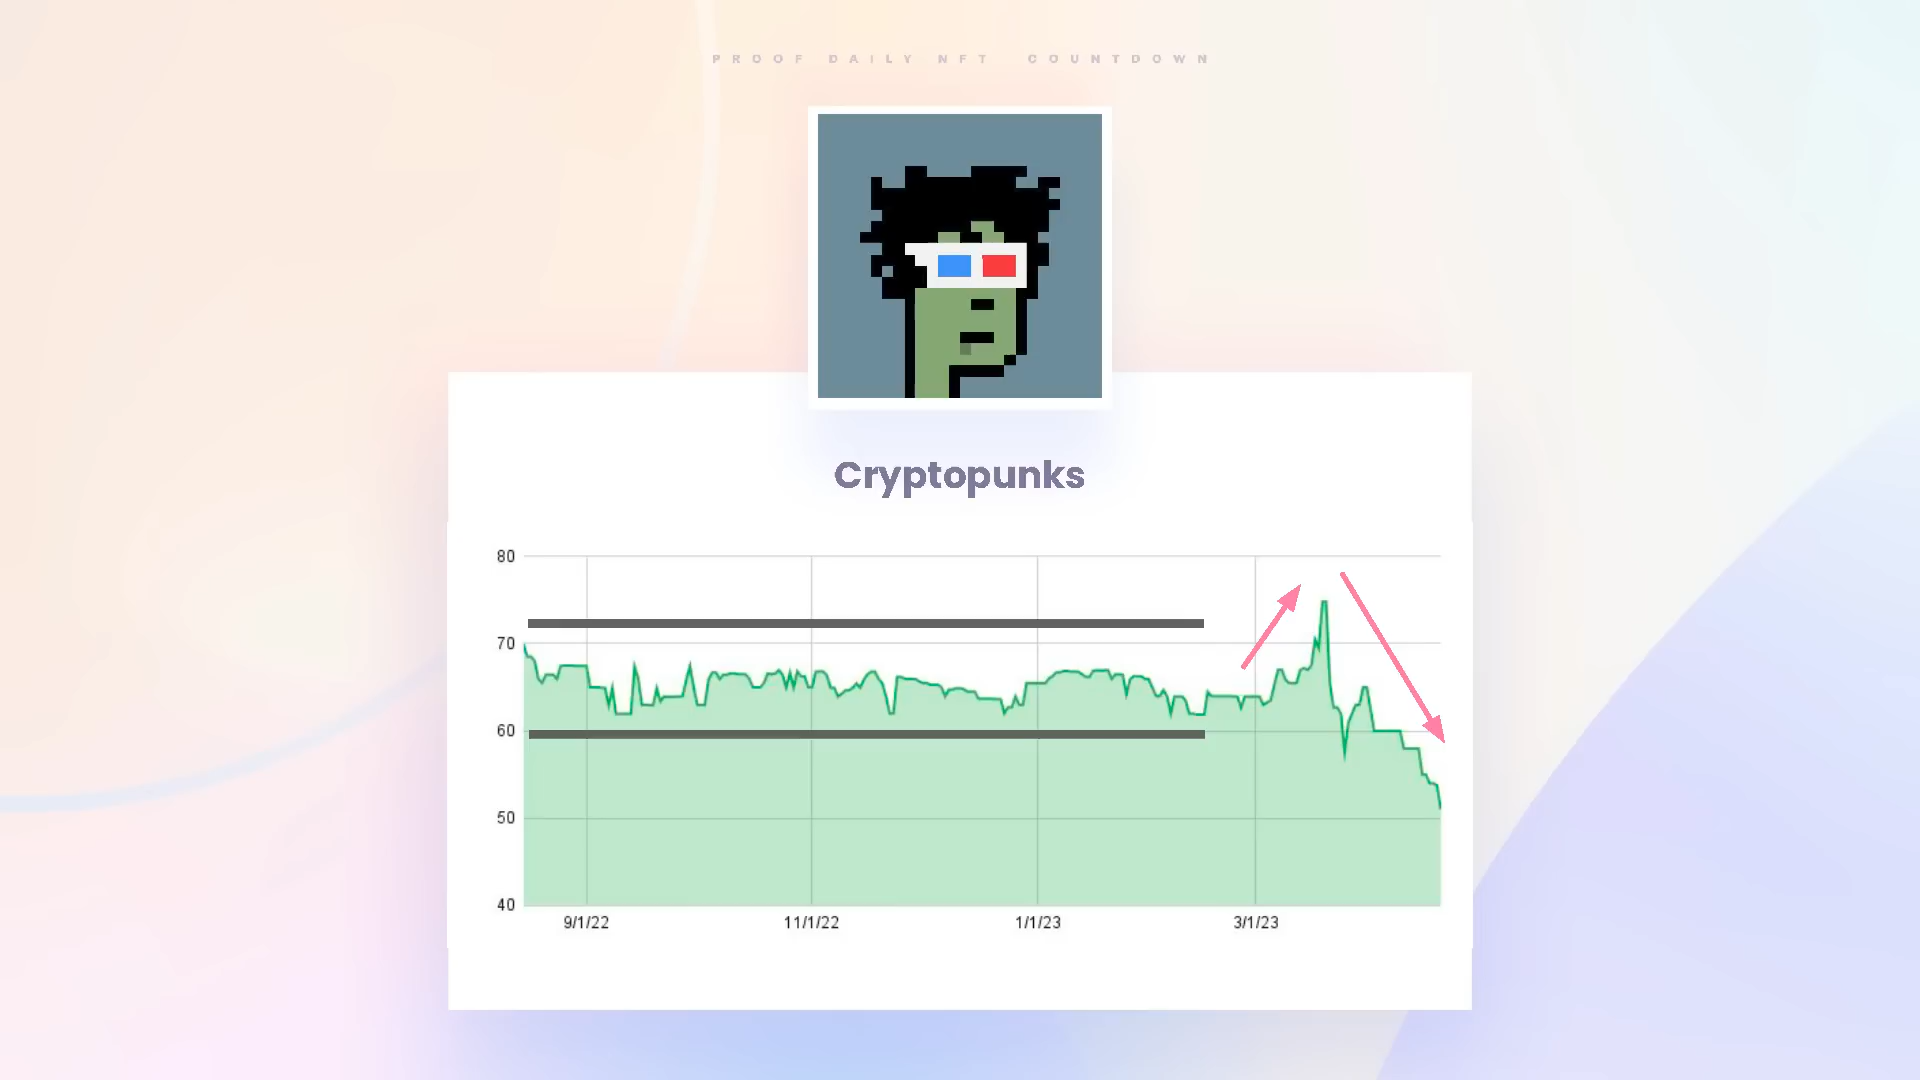 PROOF DAILY NFT COUNTDOWN
Cryptopunks
80
70
60
50
40
9/1/22 11/1/22 1/1/23 3/1/23